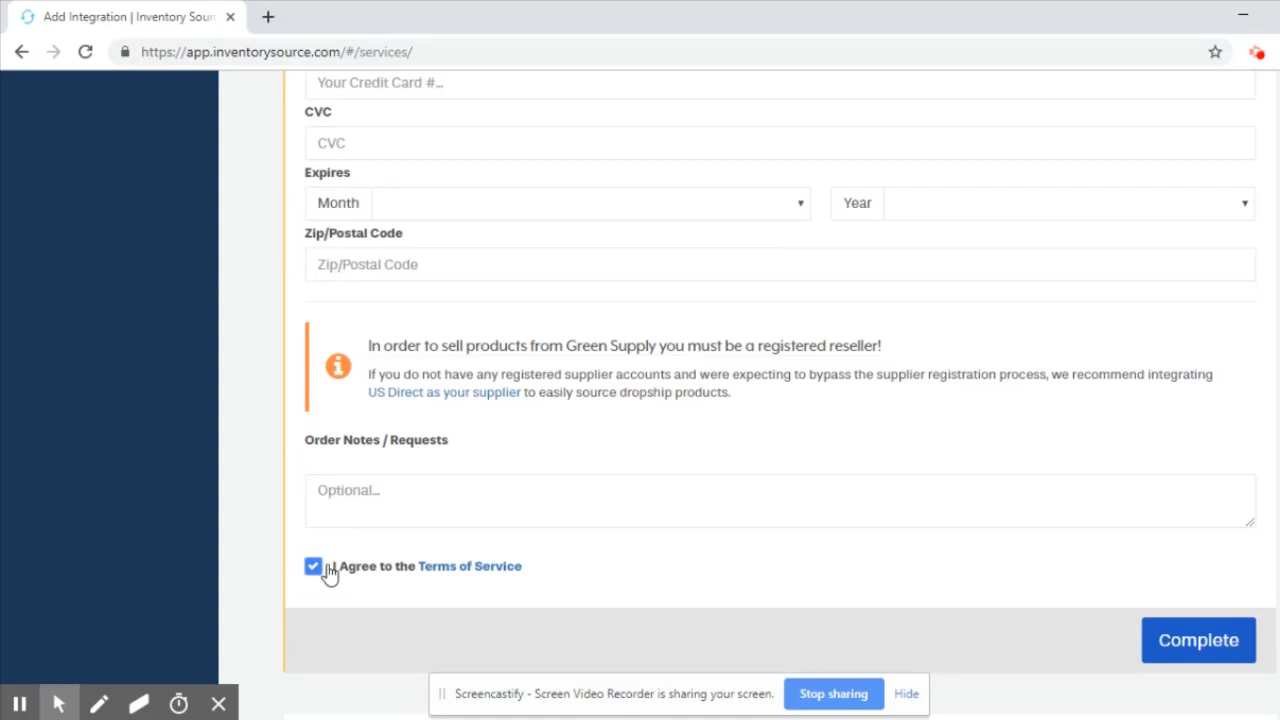 Add Integration | Inventory Sour
https://app.inventorysource.com/#/services/
Your Credit Card #...
CVC
CVC
Expires
Month Year
Zip/Postal Code
Zip/Postal Code
In order to sell products from Green Supply you must be a registered reseller!
If you do not have any registered supplier accounts and were expecting to bypass the supplier registration process, we recommend integrating
US Direct as your supplier to easily source dropship products.
Order Notes / Requests
Optional...
I Agree to the Terms of Service
Complete
Screencastify - Screen Video Recorder is sharing your screen. Stop sharing Hide